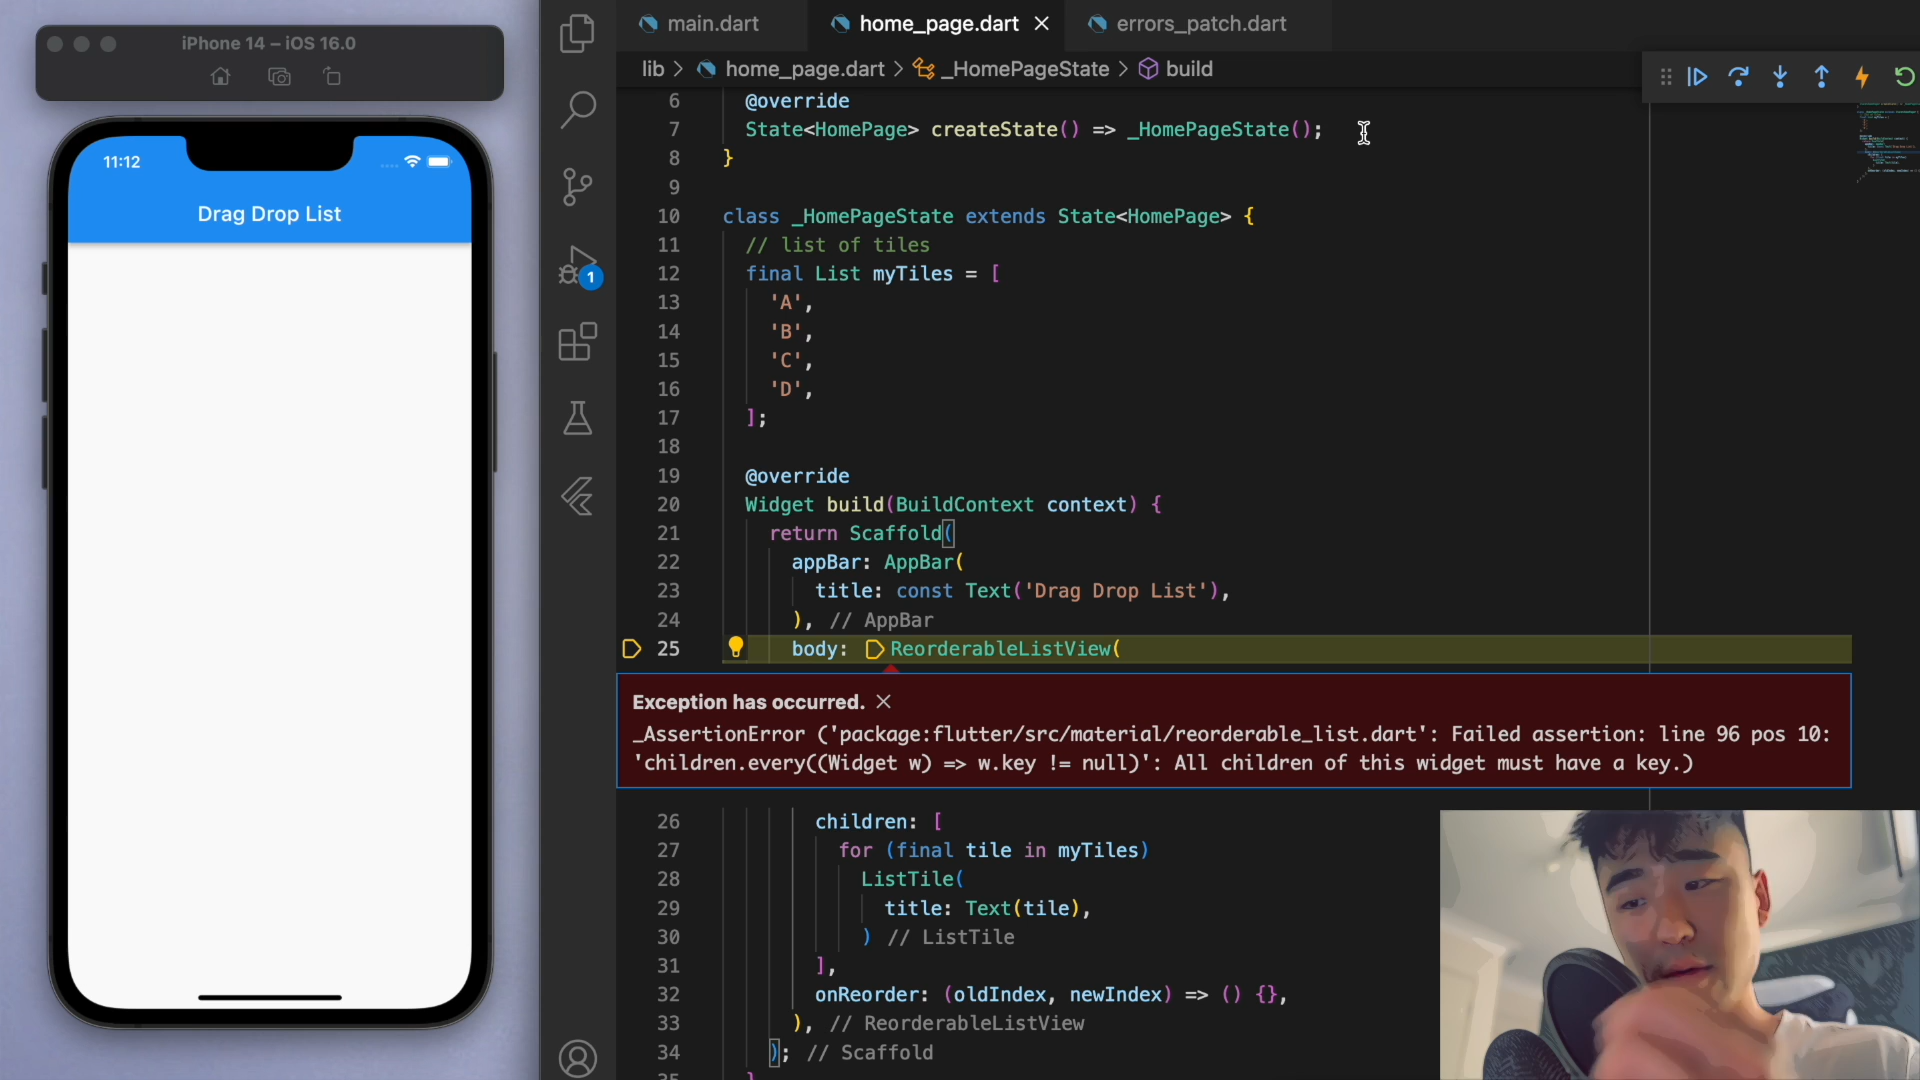 iPhone 14 – iOS 16.0
11:12
Drag Drop List
main.dart
home_page.dart
errors_patch.dart
lib > home_page.dart > _HomePageState > build
6 @override
7 State<HomePage> createState() => _HomePageState();
8 }
9
10 class _HomePageState extends State<HomePage> {
11 // list of tiles
12 final List myTiles = [
13 'A',
14 'B',
15 'C',
16 'D',
17 ];
18
19 @override
20 Widget build(BuildContext context) {
21 return Scaffold(
22 appBar: AppBar(
23 title: const Text('Drag Drop List'),
24 ), // AppBar
25 body: ReorderableListView(
Exception has occurred.
_AssertionError ('package:flutter/src/material/reorderable_list.dart': Failed assertion: line 96 pos 10:
'children.every((Widget w) => w.key != null)': All children of this widget must have a key.)
26 children: [
27 for (final tile in myTiles)
28 ListTile(
29 title: Text(tile),
30 ) // ListTile
31 ],
32 onReorder: (oldIndex, newIndex) => () {},
33 ), // ReorderableListView
34 ); // Scaffold
35 }
1